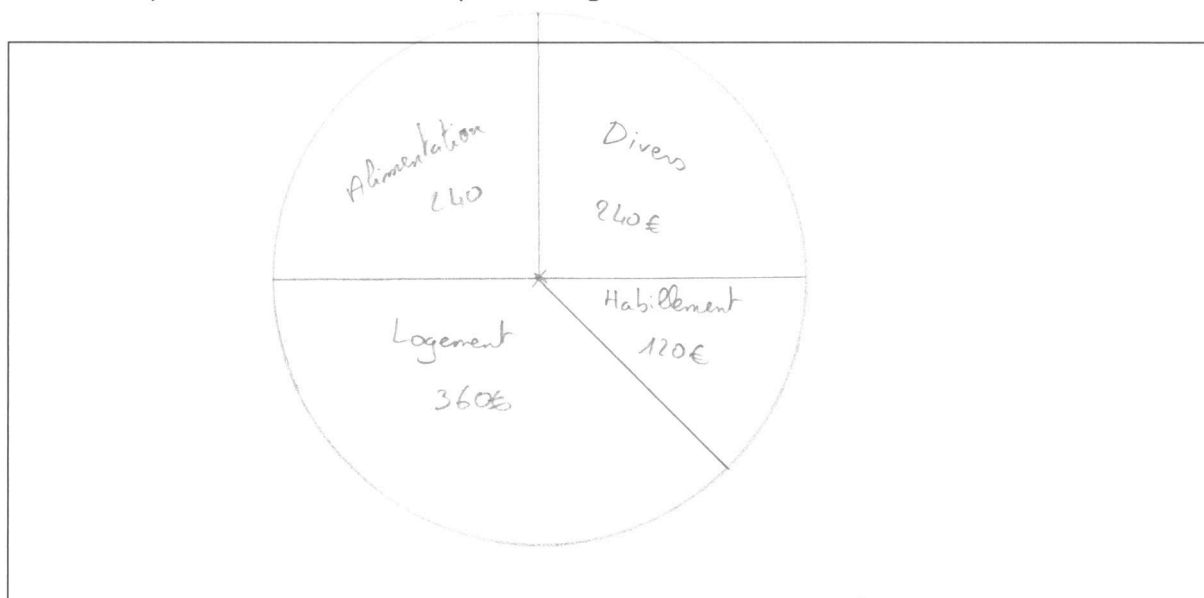 Alimentation
240
Divers
240€
Habillement
120€
Logement
360€